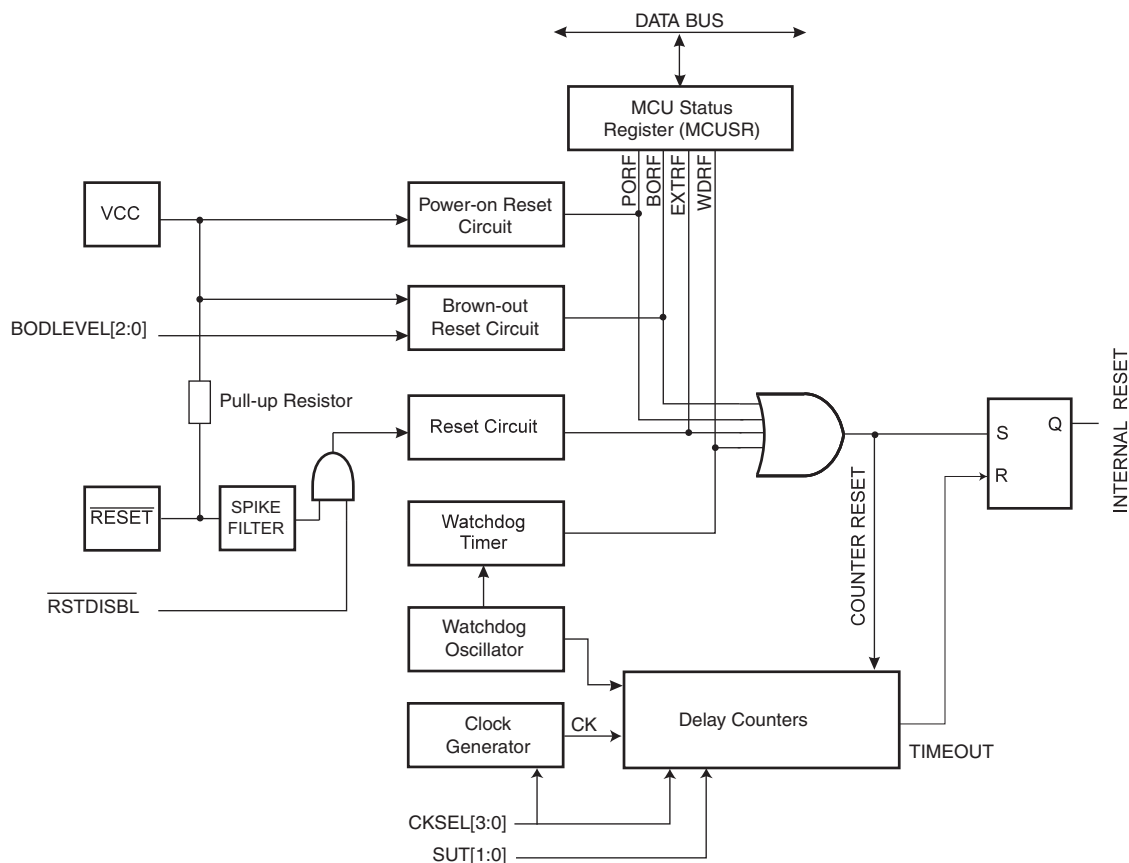 DATA BUS
MCU Status
Register (MCUSR)
PORF
BORF
EXTRF
WDRF
VCC
Power-on Reset
Circuit
BODLEVEL[2:0]
Brown-out
Reset Circuit
Pull-up Resistor
Reset Circuit
S
Q
R
INTERNAL RESET
RESET
SPIKE
FILTER
Watchdog
Timer
COUNTER RESET
RSTDISBL
Watchdog
Oscillator
Clock
Generator
CK
Delay Counters
TIMEOUT
CKSEL[3:0]
SUT[1:0]